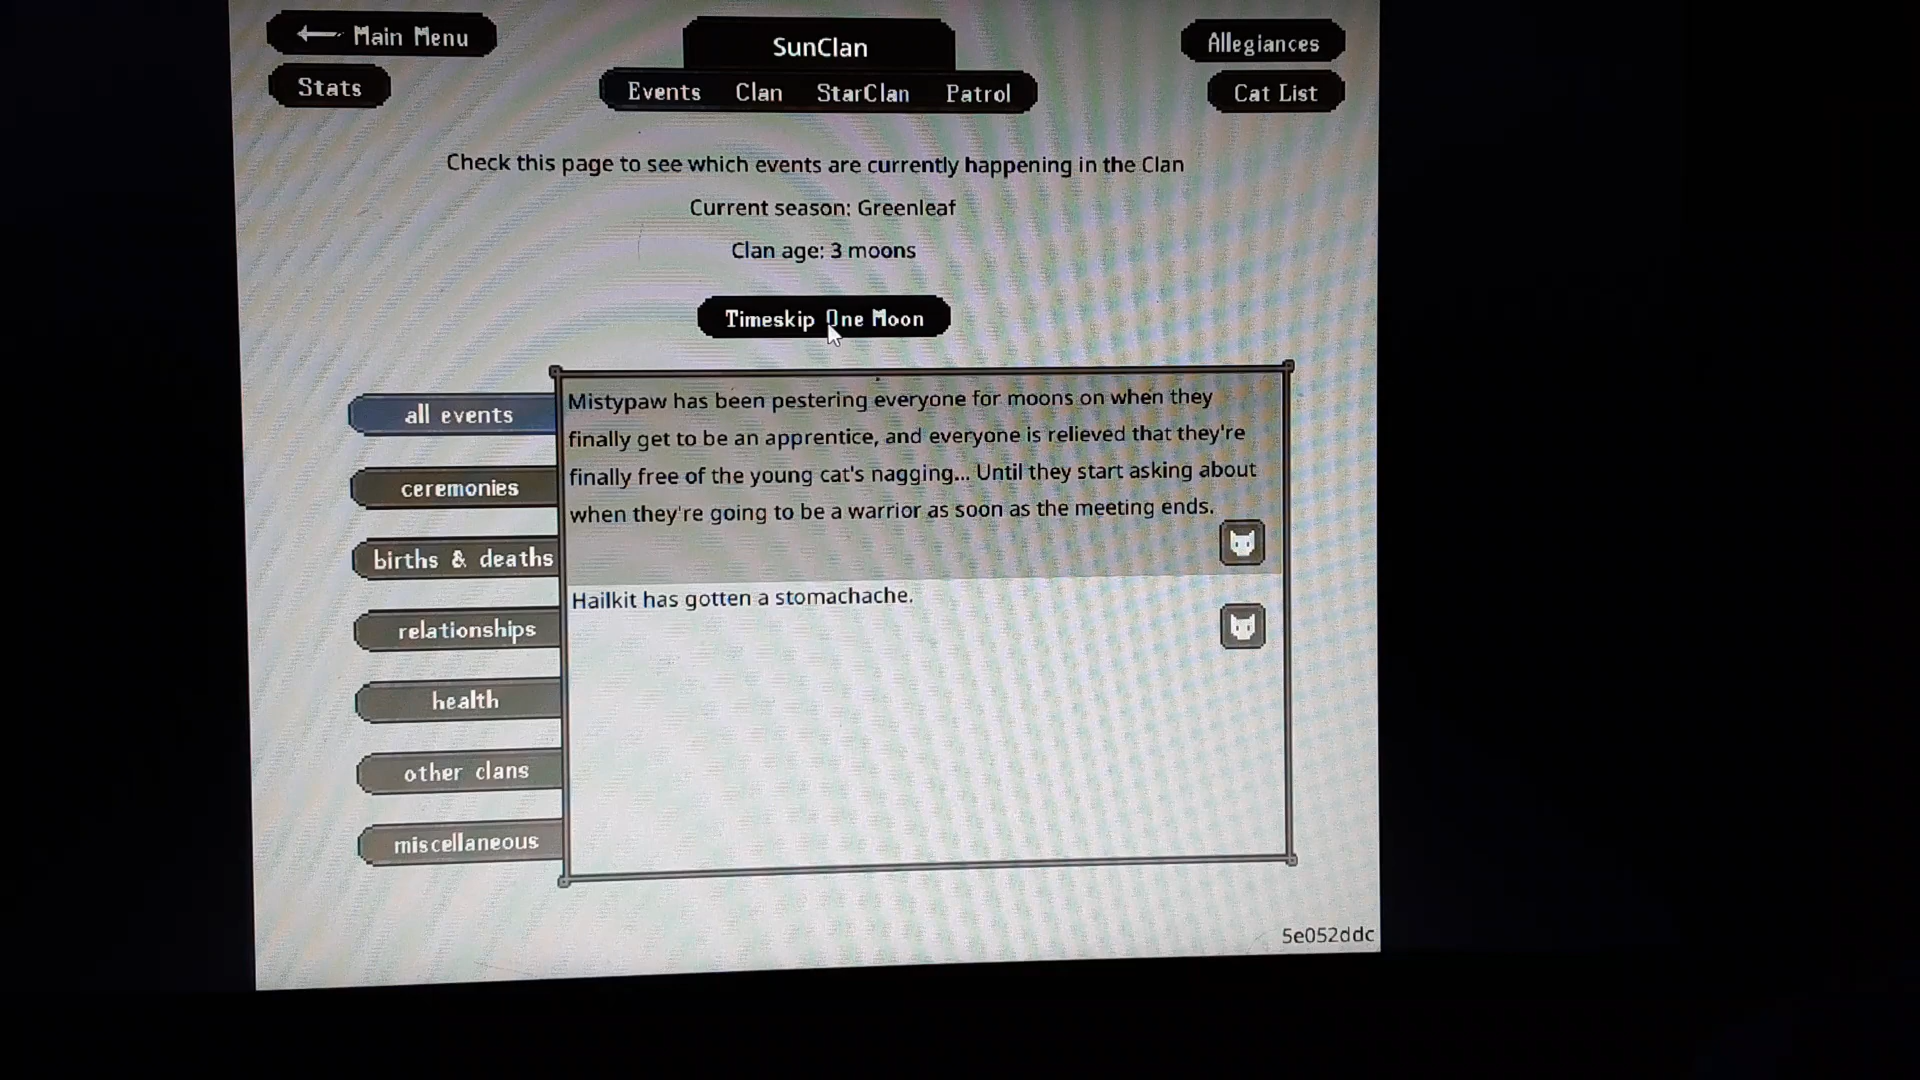 Main Menu
SunClan
Allegiances
Stats
Events Clan StarClan Patrol
Cat List
Check this page to see which events are currently happening in the Clan
Current season: Greenleaf
Clan age: 3 moons
Timeskip One Moon
all events
ceremonies
births & deaths
relationships
health
other clans
miscellaneous
Mistypaw has been pestering everyone for moons on when they
finally get to be an apprentice, and everyone is relieved that they're
finally free of the young cat's nagging... Until they start asking about
when they're going to be a warrior as soon as the meeting ends.
Hailkit has gotten a stomachache.
5e052ddc